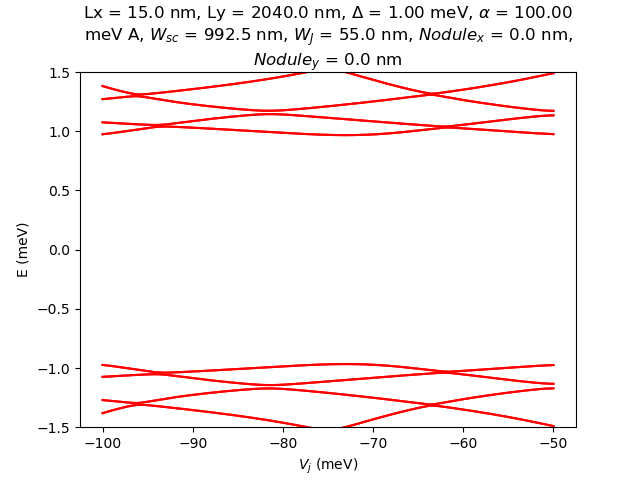 Lx = 15.0 nm, Ly = 2040.0 nm, Δ = 1.00 meV, α = 100.00
meV A, W_sc = 992.5 nm, W_J = 55.0 nm, Nodule_x = 0.0 nm,
Nodule_y = 0.0 nm
1.5
1.0
0.5
0.0
−0.5
−1.0
−1.5
E (meV)
−100 −90 −80 −70 −60 −50
V_j (meV)